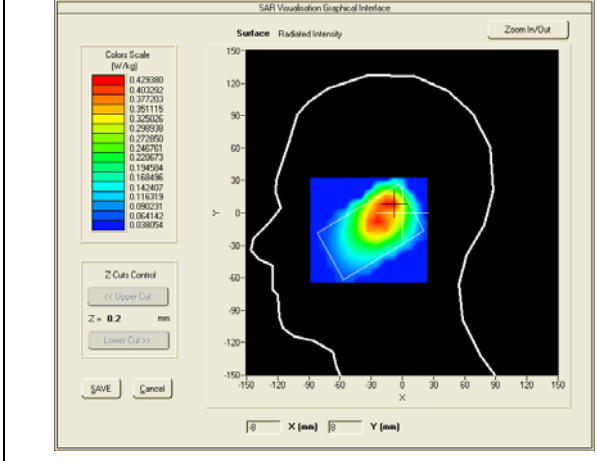 SAR Visualisation Graphical Interface
Surface Radiated Intensity
Zoom In/Out
Colors Scale
(W/kg)
0.429380
0.403292
0.377203
0.351115
0.325026
0.298938
0.272850
0.246761
0.220673
0.194584
0.168496
0.142407
0.116319
0.090231
0.064142
0.038054
Z Cuts Control
<< Upper Cut
Z = 0.2 mm
Lower Cut >>
SAVE
Cancel
150
120
90
60
30
0
-30
-60
-90
-120
-150
Y
-150 -120 -90 -60 -30 0 30 60 90 120 150
X
-8 X (mm) 8 Y (mm)